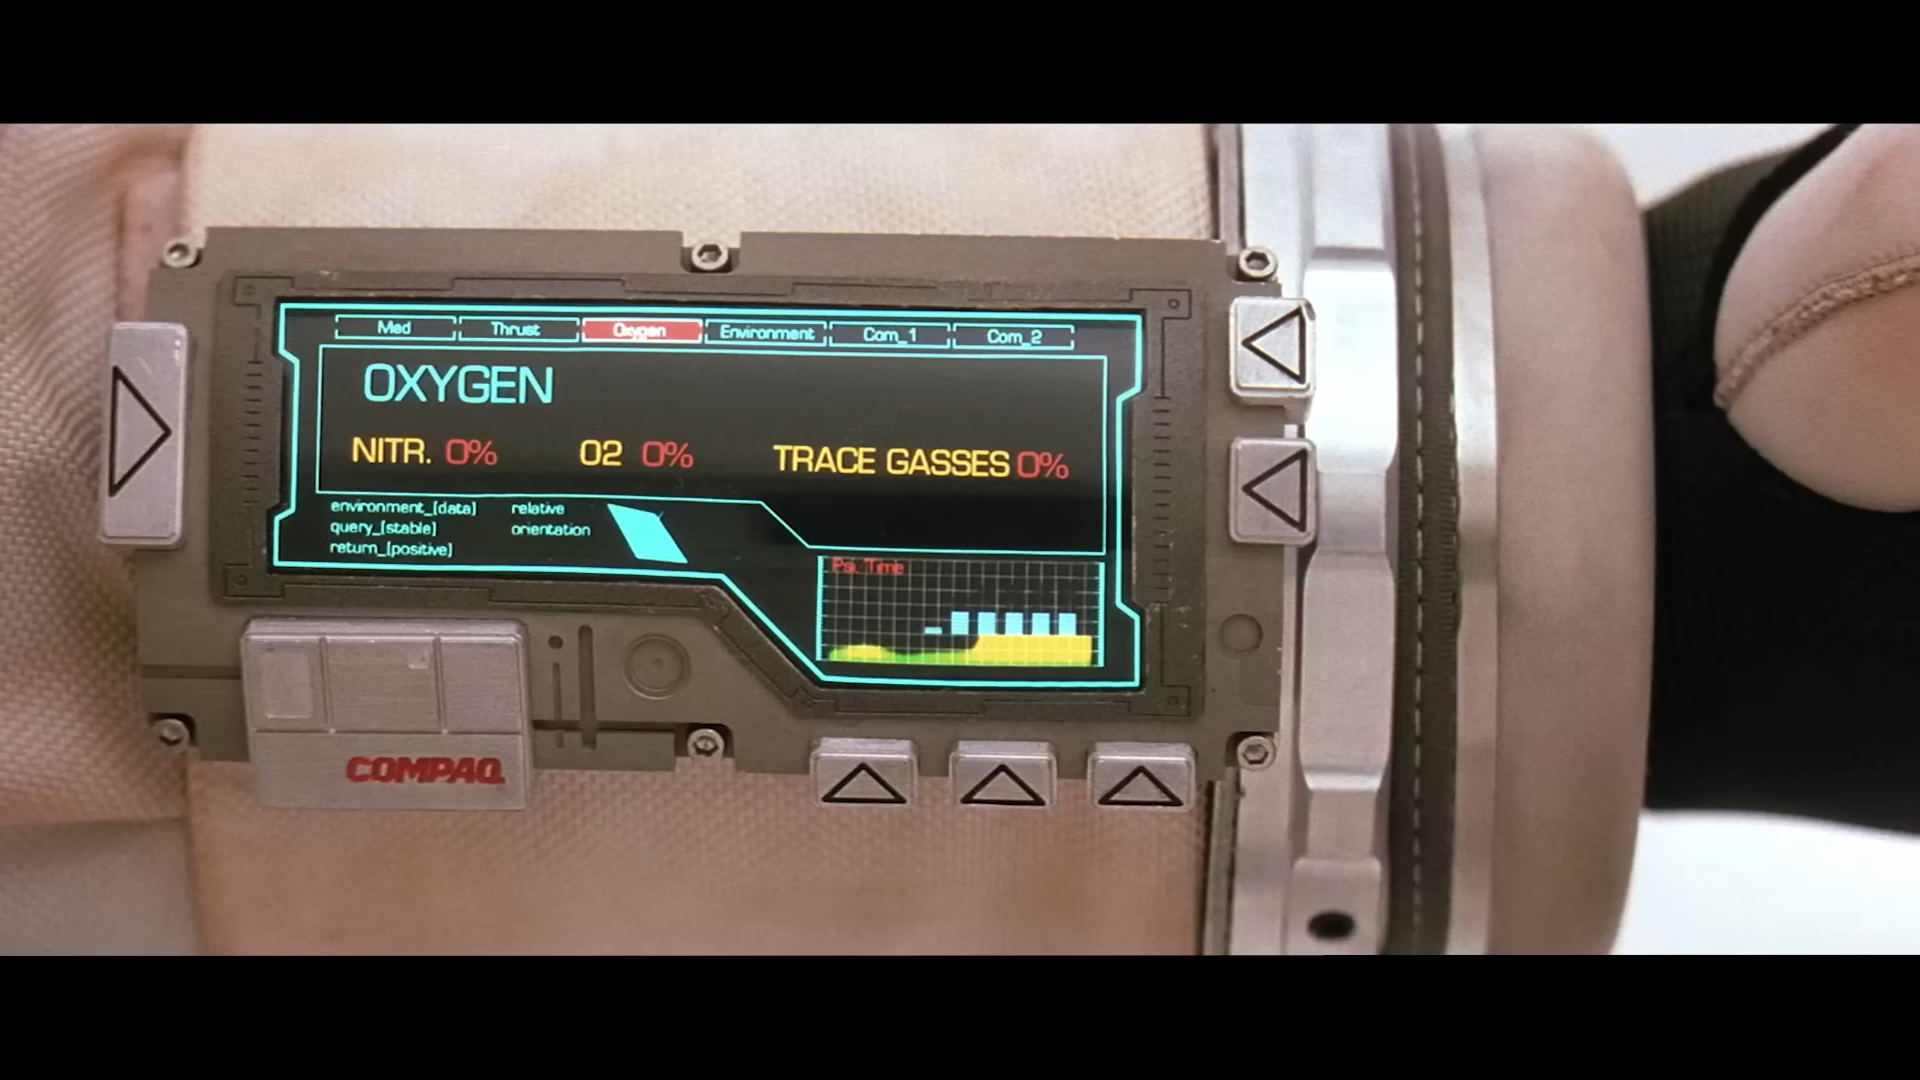 Med Thrust Oxygen Environment Com_1 Com_2
OXYGEN
NITR. 0% O2 0% TRACE GASSES 0%
environment_[data] relative
query_[stable] orientation
return_[positive]
Psi. Time
COMPAQ